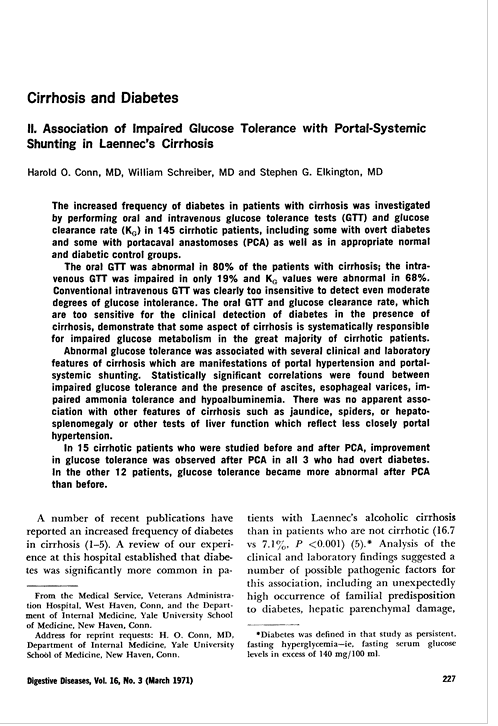 Cirrhosis and Diabetes
II. Association of Impaired Glucose Tolerance with Portal-Systemic
Shunting in Laennec's Cirrhosis
Harold O. Conn, MD, William Schreiber, MD and Stephen G. Elkington, MD
The increased frequency of diabetes in patients with cirrhosis was investigated
by performing oral and intravenous glucose tolerance tests (GTT) and glucose
clearance rate (KG) in 145 cirrhotic patients, including some with overt diabetes
and some with portacaval anastomoses (PCA) as well as in appropriate normal
and diabetic control groups.
The oral GTT was abnormal in 80% of the patients with cirrhosis; the intra-
venous GTT was impaired in only 19% and KG values were abnormal in 68%.
Conventional intravenous GTT was clearly too insensitive to detect even moderate
degrees of glucose intolerance. The oral GTT and glucose clearance rate, which
are too sensitive for the clinical detection of diabetes in the presence of
cirrhosis, demonstrate that some aspect of cirrhosis is systematically responsible
for impaired glucose metabolism in the great majority of cirrhotic patients.
Abnormal glucose tolerance was associated with several clinical and laboratory
features of cirrhosis which are manifestations of portal hypertension and portal-
systemic shunting. Statistically significant correlations were found between
impaired glucose tolerance and the presence of ascites, esophageal varices, im-
paired ammonia tolerance and hypoalbuminemia. There was no apparent asso-
ciation with other features of cirrhosis such as jaundice, spiders, or hepato-
splenomegaly or other tests of liver function which reflect less closely portal
hypertension.
In 15 cirrhotic patients who were studied before and after PCA, improvement
in glucose tolerance was observed after PCA in all 3 who had overt diabetes.
In the other 12 patients, glucose tolerance became more abnormal after PCA
than before.
A number of recent publications have
reported an increased frequency of diabetes
in cirrhosis (1–5). A review of our experi-
ence at this hospital established that diabe-
tes was significantly more common in pa-
From the Medical Service, Veterans Administra-
tion Hospital, West Haven, Conn, and the Depart-
ment of Internal Medicine, Yale University School
of Medicine, New Haven, Conn.
Address for reprint requests: H. O. Conn, MD,
Department of Internal Medicine, Yale University
School of Medicine, New Haven, Conn.
tients with Laennec's alcoholic cirrhosis
than in patients who are not cirrhotic (16.7
vs 7.1%, P <0.001) (5).* Analysis of the
clinical and laboratory findings suggested a
number of possible pathogenic factors for
this association, including an unexpectedly
high occurrence of familial predisposition
to diabetes, hepatic parenchymal damage,
*Diabetes was defined in that study as persistent,
fasting hyperglycemia—ie, fasting serum glucose
levels in excess of 140 mg/100 ml.
Digestive Diseases, Vol. 16, No. 3 (March 1971)
227